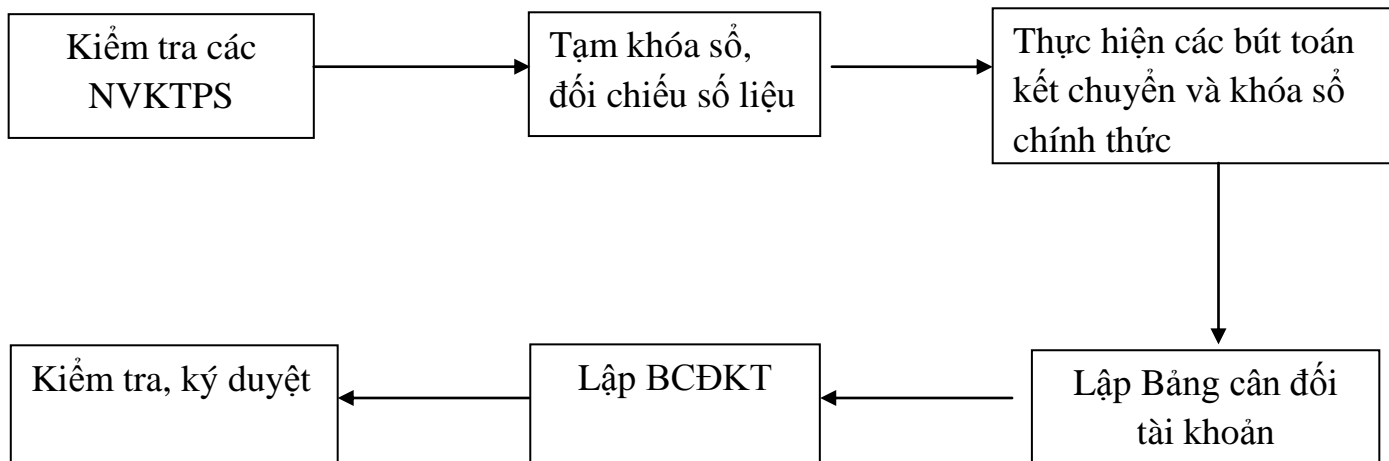 Kiểm tra các
NVKTPS
Tạm khóa sổ,
đối chiếu số liệu
Thực hiện các bút toán
kết chuyển và khóa sổ
chính thức
Lập Bảng cân đối
tài khoản
Lập BCĐKT
Kiểm tra, ký duyệt